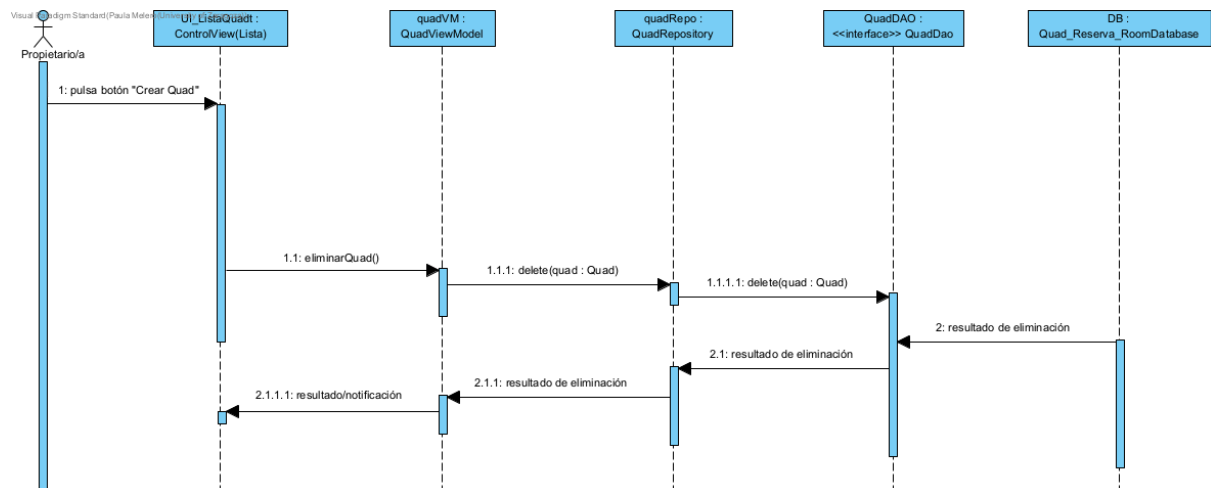 Visual Paradigm Standard(Paula Melero
UI_ListaQuadt :
ControlView(Lista)
quadVM :
QuadViewModel
quadRepo :
QuadRepository
QuadDAO :
<<interface>> QuadDao
DB :
Quad_Reserva_RoomDatabase
Propietario/a
1: pulsa botón "Crear Quad"
1.1: eliminarQuad()
1.1.1: delete(quad : Quad)
1.1.1.1: delete(quad : Quad)
2: resultado de eliminación
2.1: resultado de eliminación
2.1.1: resultado de eliminación
2.1.1.1: resultado/notificación